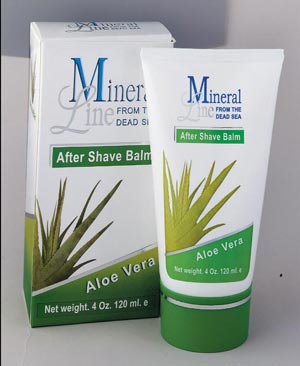 Mineral
Line
FROM THE
DEAD SEA
After Shave Balm
Aloe Vera
Net weight. 4 Oz. 120 ml. e
Mineral
Line
FROM THE
DEAD SEA
After Shave Balm
Aloe Vera
Net weight. 4 Oz. 120 ml. e